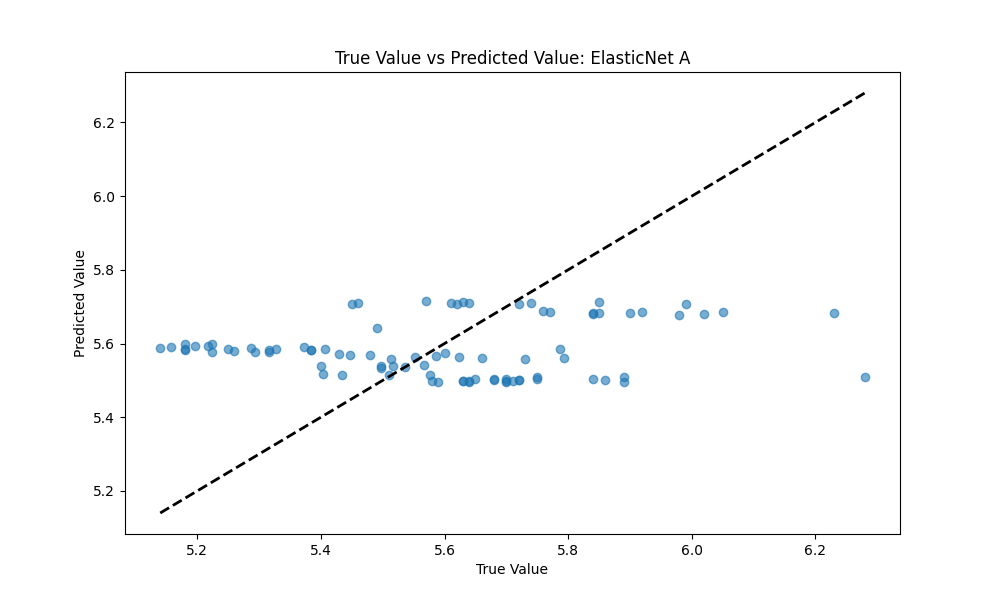 True Value vs Predicted Value: ElasticNet A
Predicted Value
6.2
6.0
5.8
5.6
5.4
5.2
5.2 5.4 5.6 5.8 6.0 6.2
True Value